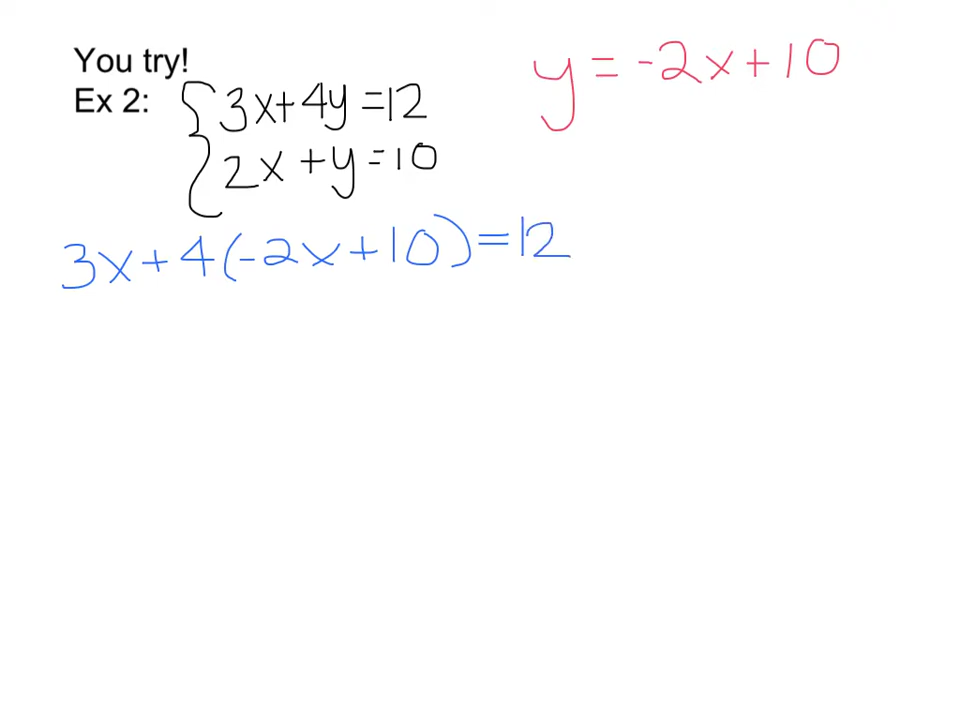 You try!
y = -2x+10
Ex 2:
3x+4y=12
2x +y=10
3x+4(-2x+10)=12